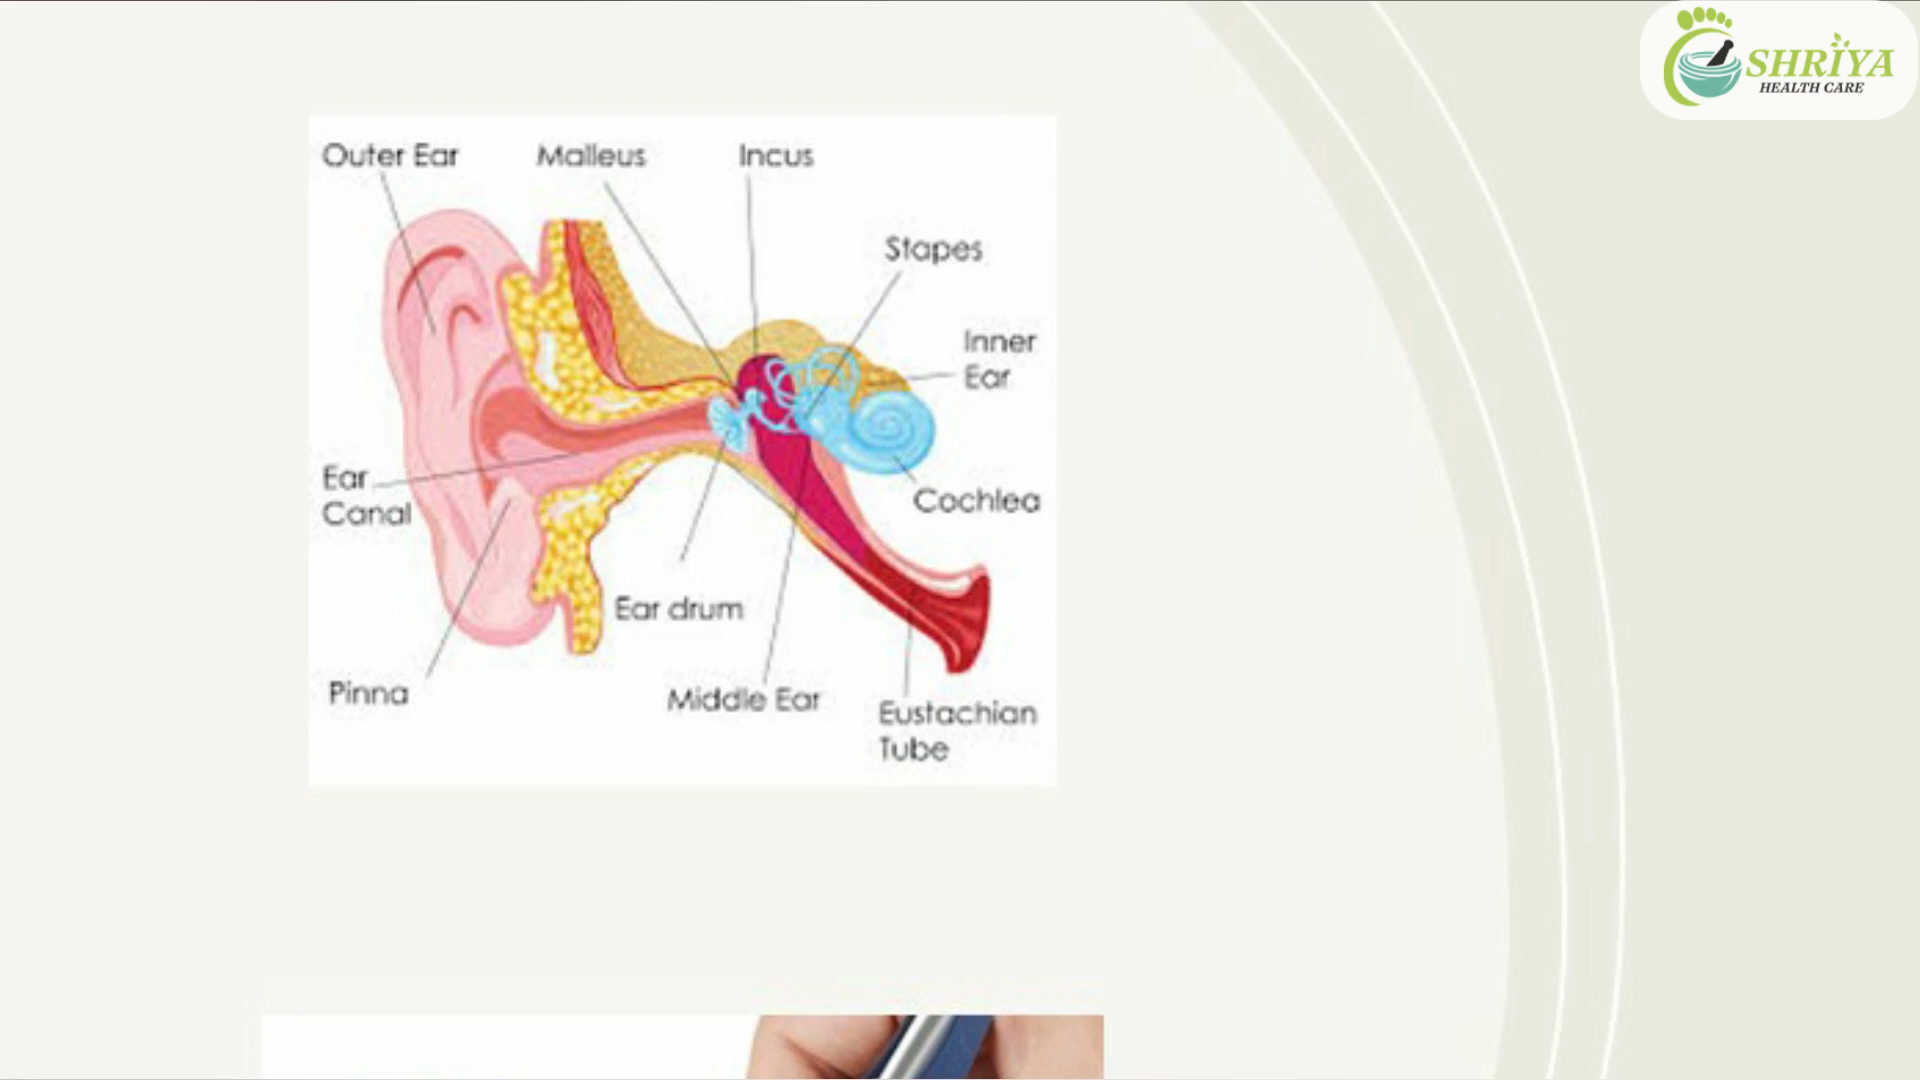 SHRIYA
HEALTH CARE
Outer Ear
Malleus
Incus
Stapes
Inner
Ear
Ear
Canal
Cochlea
Ear drum
Pinna
Middle Ear
Eustachian
Tube